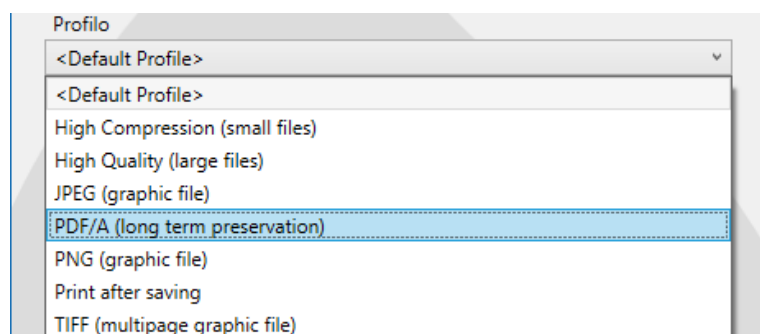 Profilo
<Default Profile>
<Default Profile>
High Compression (small files)
High Quality (large files)
JPEG (graphic file)
PDF/A (long term preservation)
PNG (graphic file)
Print after saving
TIFF (multipage graphic file)